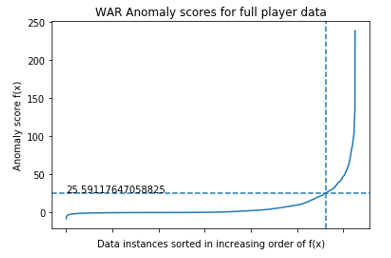 WAR Anomaly scores for full player data
250
200
150
100
50
0
Anomaly score f(x)
25.59117647058825
Data instances sorted in increasing order of f(x)